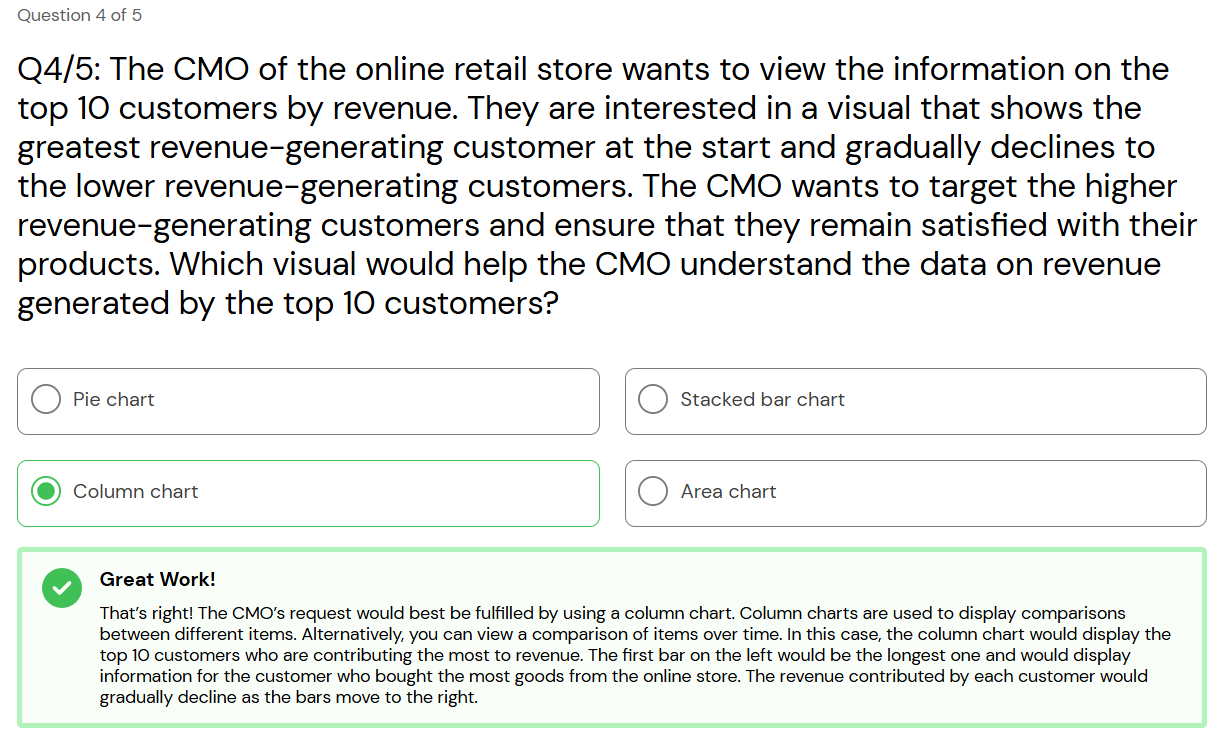 Question 4 of 5
Q4/5: The CMO of the online retail store wants to view the information on the
top 10 customers by revenue. They are interested in a visual that shows the
greatest revenue-generating customer at the start and gradually declines to
the lower revenue-generating customers. The CMO wants to target the higher
revenue-generating customers and ensure that they remain satisfied with their
products. Which visual would help the CMO understand the data on revenue
generated by the top 10 customers?
Pie chart
Stacked bar chart
Column chart
Area chart
Great Work!
That's right! The CMO's request would best be fulfilled by using a column chart. Column charts are used to display comparisons
between different items. Alternatively, you can view a comparison of items over time. In this case, the column chart would display the
top 10 customers who are contributing the most to revenue. The first bar on the left would be the longest one and would display
information for the customer who bought the most goods from the online store. The revenue contributed by each customer would
gradually decline as the bars move to the right.